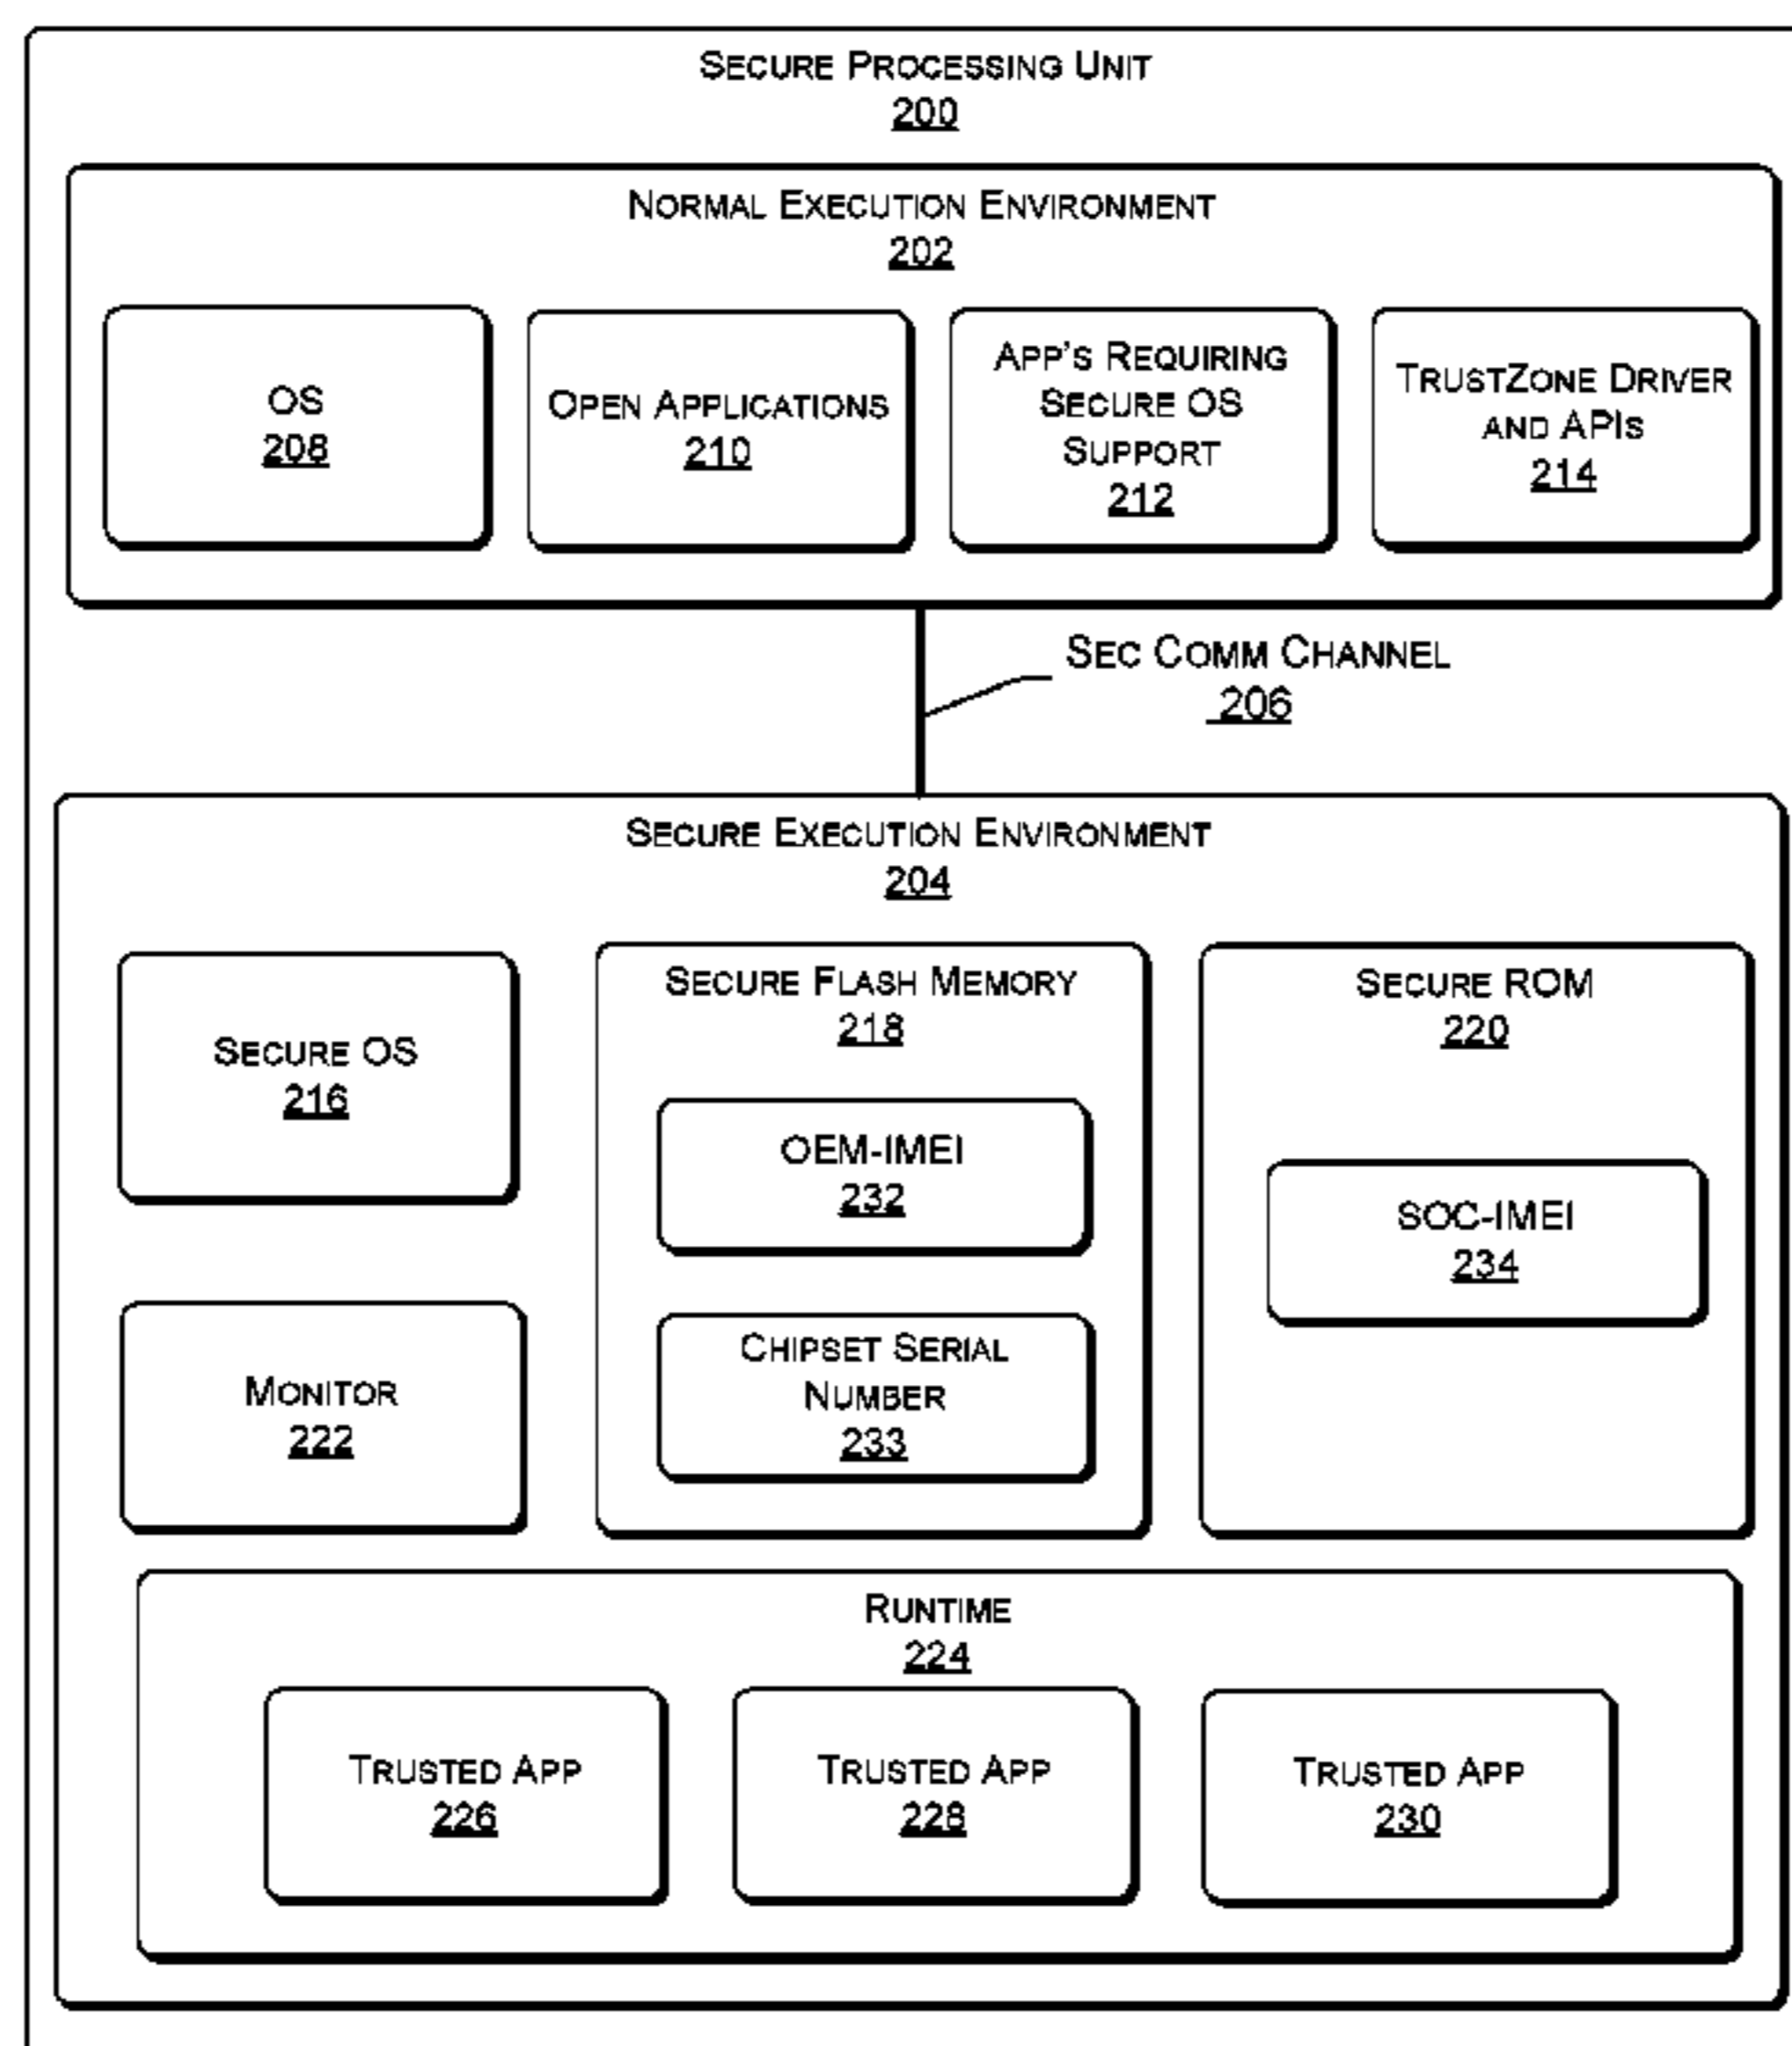 SECURE PROCESSING UNIT
200
NORMAL EXECUTION ENVIRONMENT
202
OS
208
OPEN APPLICATIONS
210
APP'S REQUIRING
SECURE OS
SUPPORT
212
TRUSTZONE DRIVER
AND APIS
214
SEC COMM CHANNEL
206
SECURE EXECUTION ENVIRONMENT
204
SECURE OS
216
SECURE FLASH MEMORY
218
OEM-IMEI
232
CHIPSET SERIAL
NUMBER
233
SECURE ROM
220
SOC-IMEI
234
MONITOR
222
RUNTIME
224
TRUSTED APP
226
TRUSTED APP
228
TRUSTED APP
230